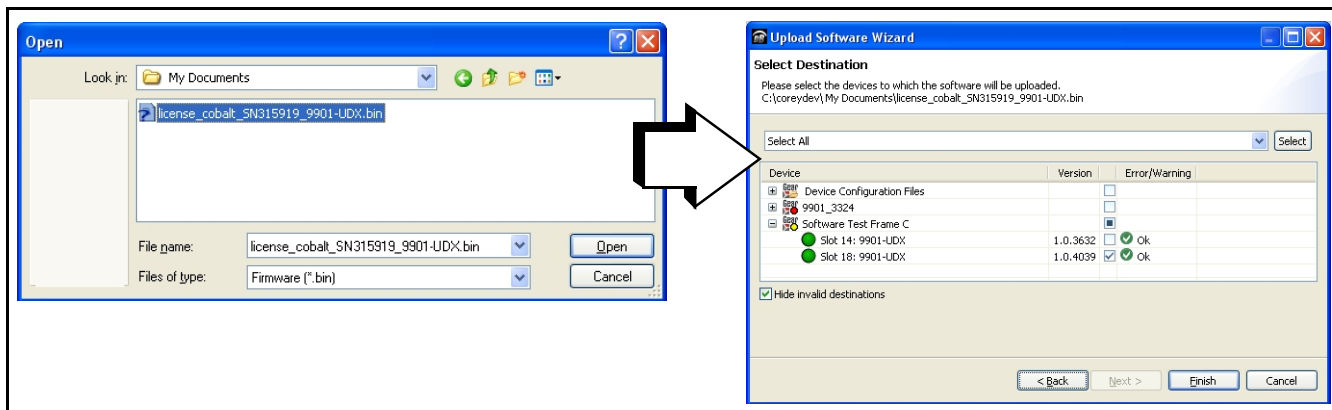 Open
Look in: My Documents
license_cobalt_SN315919_9901-UDX.bin
File name: license_cobalt_SN315919_9901-UDX.bin Open
Files of type: Firmware (*.bin) Cancel
Upload Software Wizard
Select Destination
Please select the devices to which the software will be uploaded.
C:\coreydev\My Documents\license_cobalt_SN315919_9901-UDX.bin
Select All Select
Device Version Error/Warning
Gear Device Configuration Files
Gear 9901_3324
Gear Software Test Frame C
Slot 14: 9901-UDX 1.0.3632 Ok
Slot 18: 9901-UDX 1.0.4039 Ok
Hide invalid destinations
< Back Next > Finish Cancel